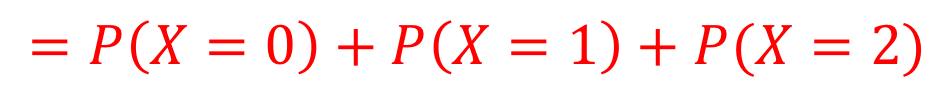 = P(X = 0) + P(X = 1) + P(X = 2)